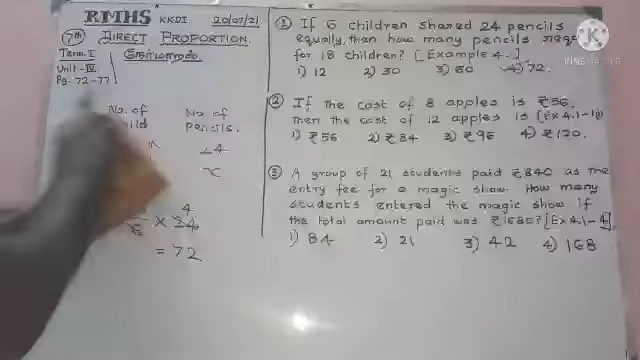 RMHS KKDI 20/07/21
7th DIRECT PROPORTION.
Term-I
Unit-IV
Pg-72-77
No. of
No. of
pencils.
24
x
4
× 24
= 72
① If 6 children shared 24 pencils
equally, then how many pencils
for 18 children? [Example 4.
1) 12 2) 30 3) 60 4) 72.
② If the cost of 8 apples is ₹56.
Then the cost of 12 apples is
1) ₹56 2) ₹84 3) ₹96 4) ₹120.
③ A group of 21 students paid ₹840 as the
entry fee for a magic show. How many
students entered the magic show if
the total amount paid was ₹1680? [Ex 4.1-4]
1) 84 2) 21 3) 42 4) 168
KINEMASTER